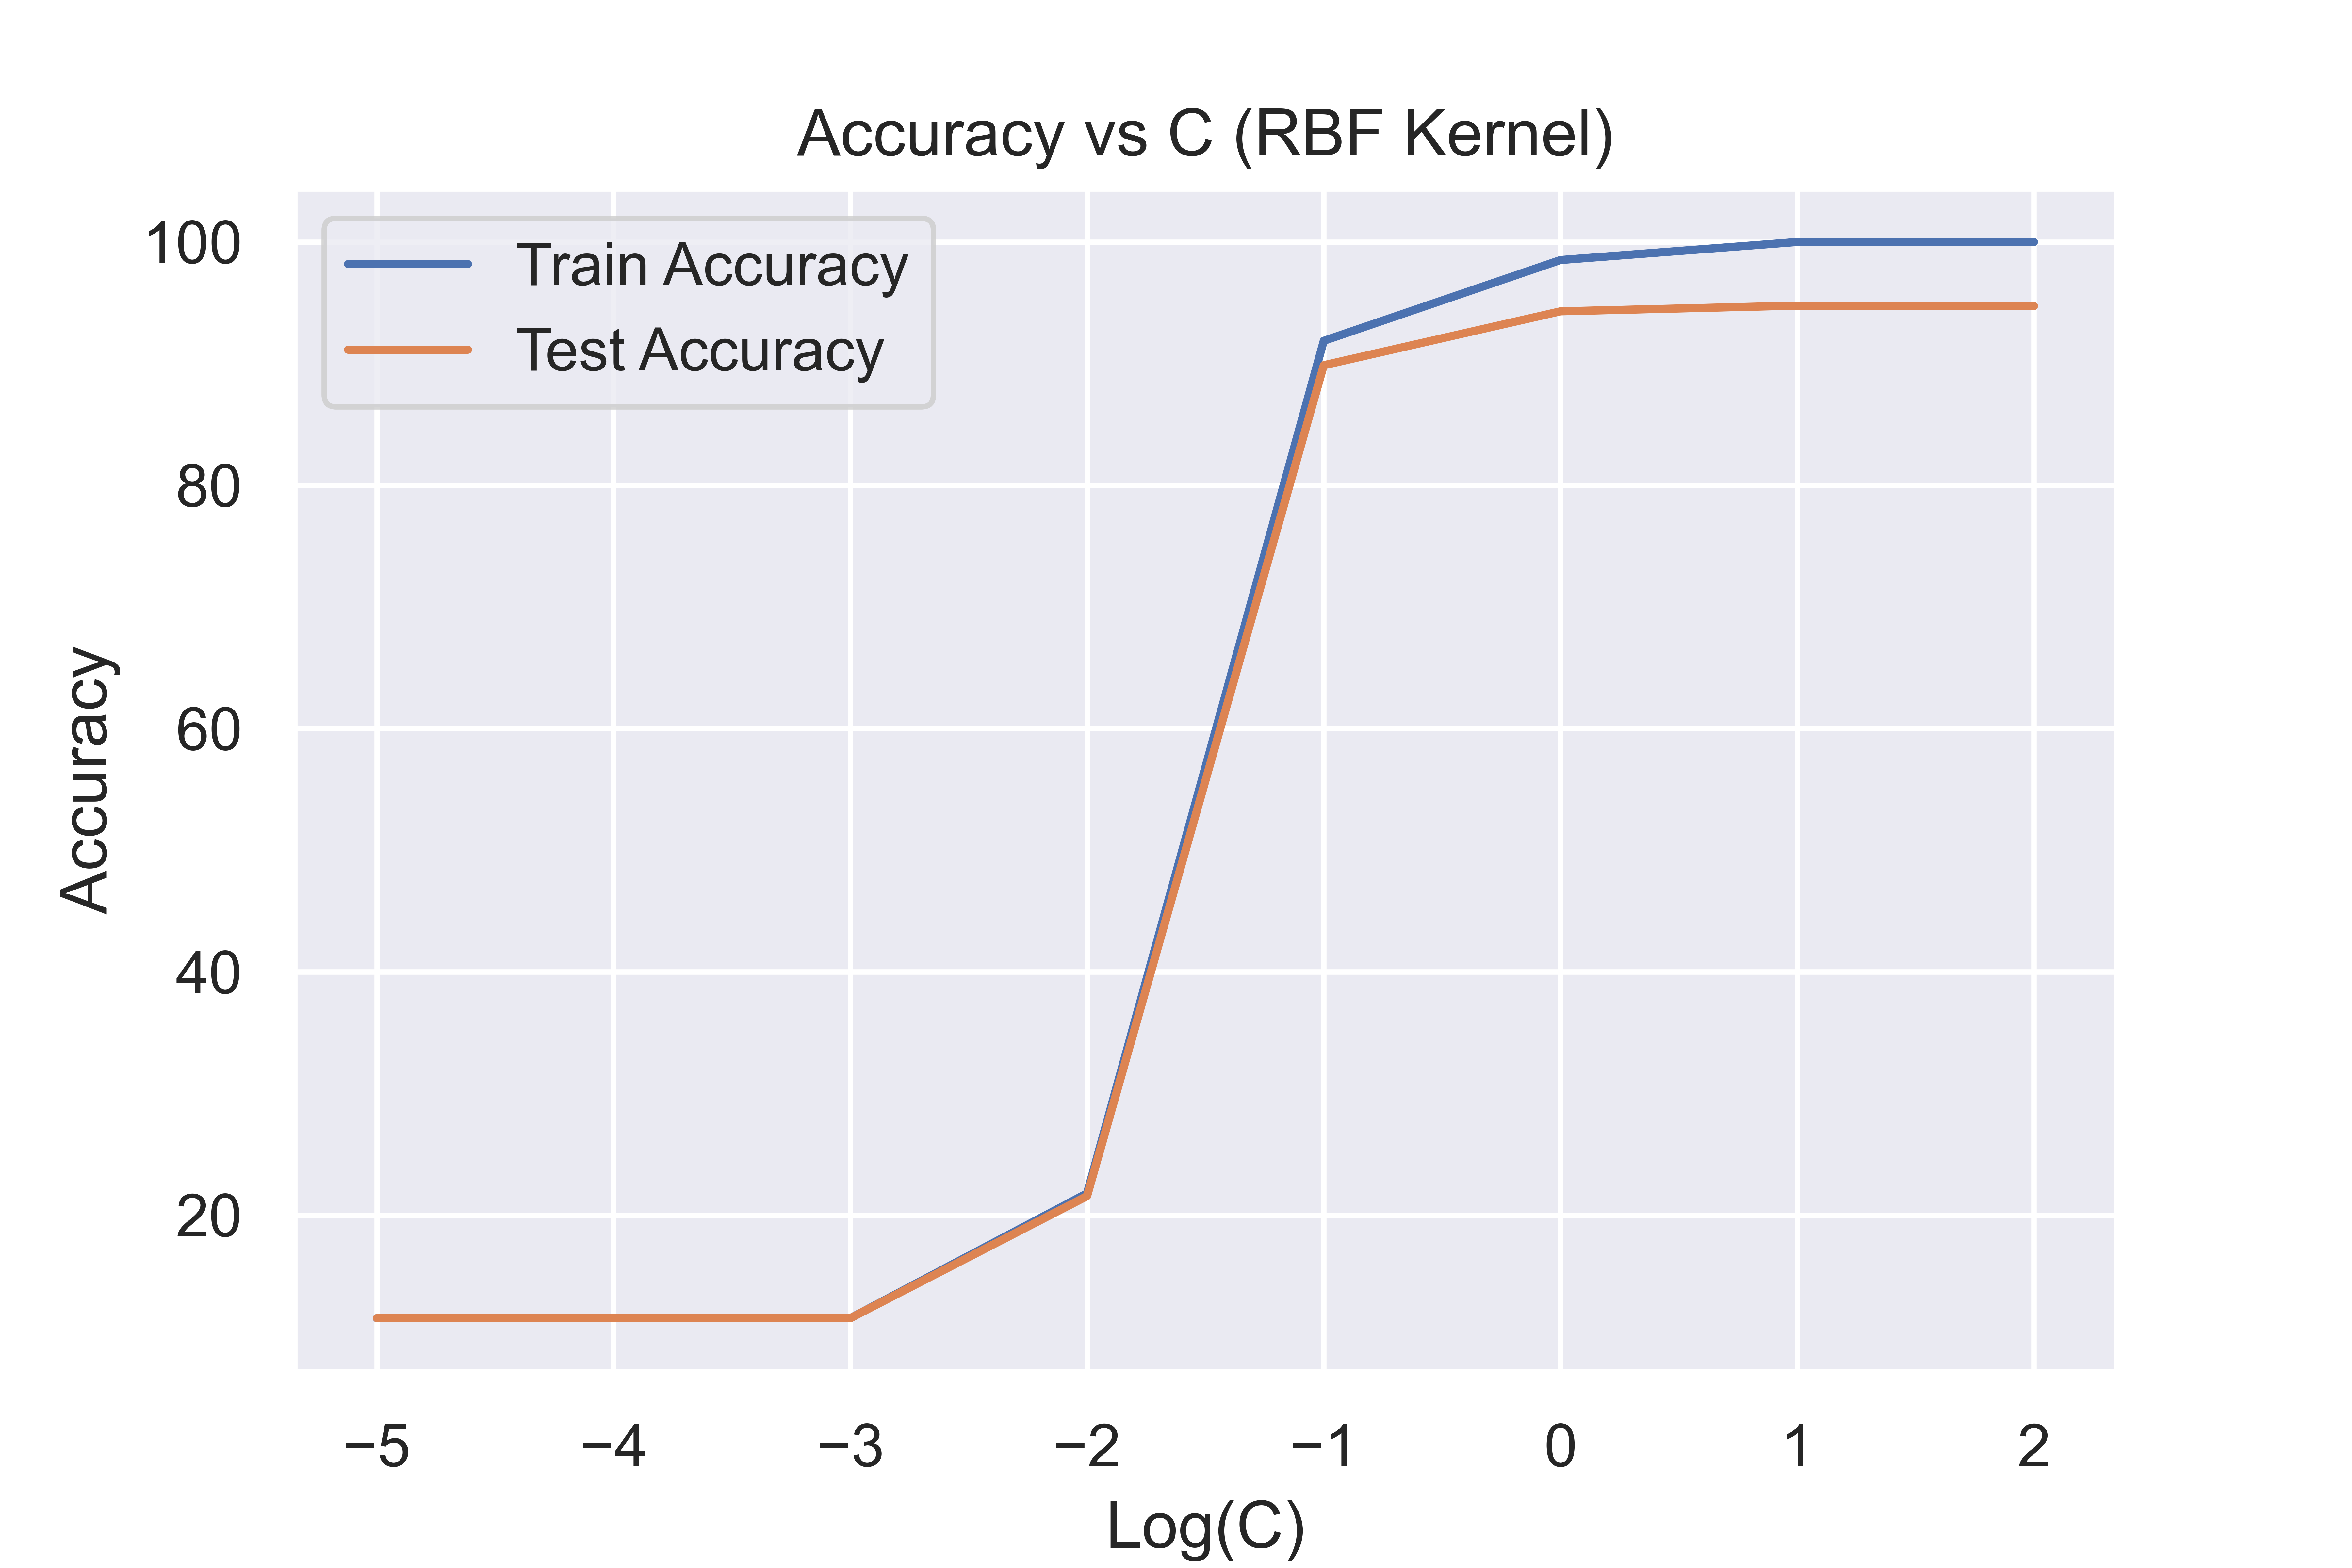 Accuracy vs C (RBF Kernel)
Train Accuracy
Test Accuracy
100
80
60
40
20
Accuracy
−5
−4
−3
−2
−1
0
1
2
Log(C)